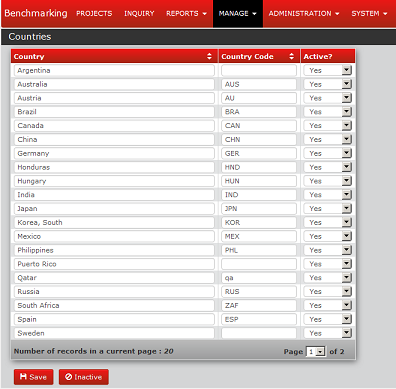 Benchmarking PROJECTS INQUIRY REPORTS MANAGE ADMINISTRATION SYSTEM
Countries
Country Country Code Active?
Argentina Yes
Australia AUS Yes
Austria AU Yes
Brazil BRA Yes
Canada CAN Yes
China CHN Yes
Germany GER Yes
Honduras HND Yes
Hungary HUN Yes
India IND Yes
Japan JPN Yes
Korea, South KOR Yes
Mexico MEX Yes
Philippines PHL Yes
Puerto Rico Yes
Qatar qa Yes
Russia RUS Yes
South Africa ZAF Yes
Spain ESP Yes
Sweden Yes
Number of records in a current page : 20 Page 1 of 2
Save Inactive